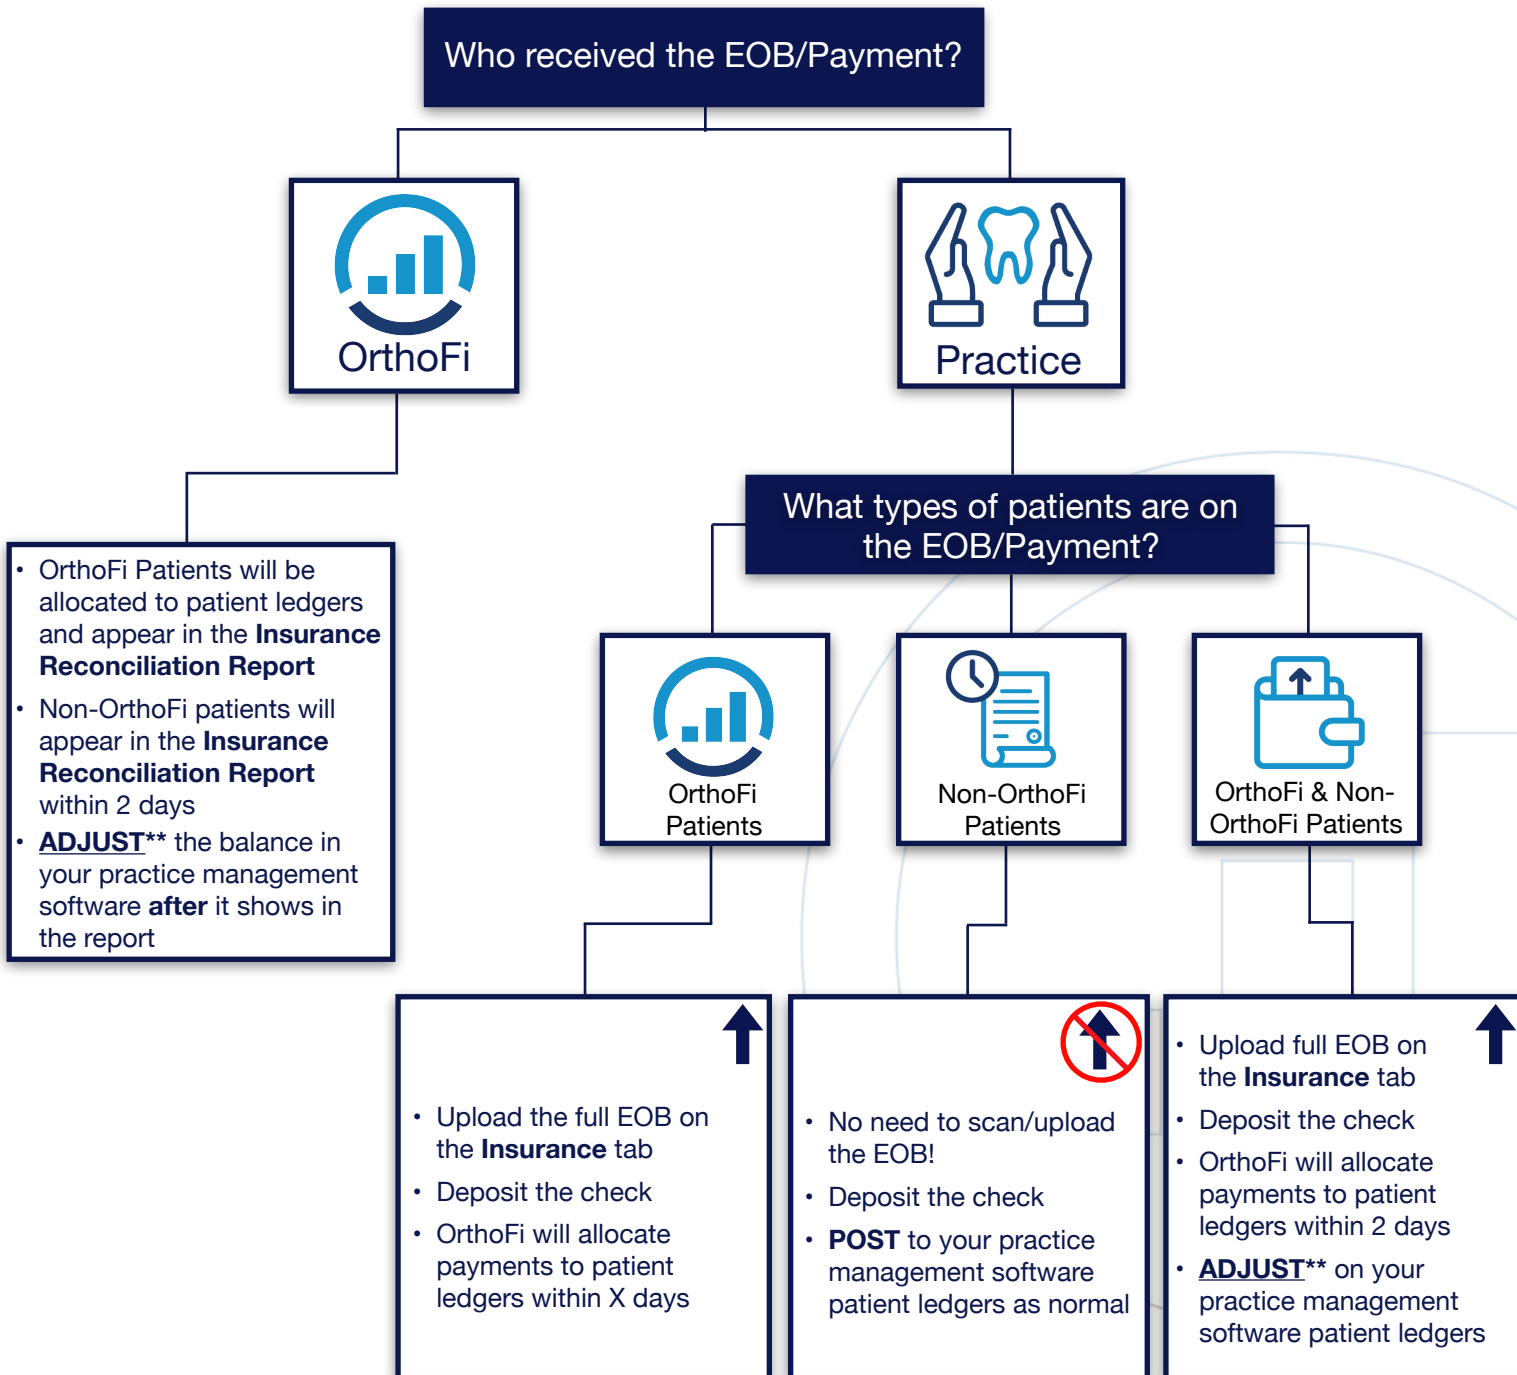 Who received the EOB/Payment?
OrthoFi
Practice
• OrthoFi Patients will be
allocated to patient ledgers
and appear in the Insurance
Reconciliation Report
• Non-OrthoFi patients will
appear in the Insurance
Reconciliation Report
within 2 days
• ADJUST** the balance in
your practice management
software after it shows in
the report
What types of patients are on
the EOB/Payment?
OrthoFi
Patients
Non-OrthoFi
Patients
OrthoFi & Non-
OrthoFi Patients
• Upload the full EOB on
the Insurance tab
• Deposit the check
• OrthoFi will allocate
payments to patient
ledgers within X days
• No need to scan/upload
the EOB!
• Deposit the check
• POST to your practice
management software
patient ledgers as normal
• Upload full EOB on
the Insurance tab
• Deposit the check
• OrthoFi will allocate
payments to patient
ledgers within 2 days
• ADJUST** on your
practice management
software patient ledgers